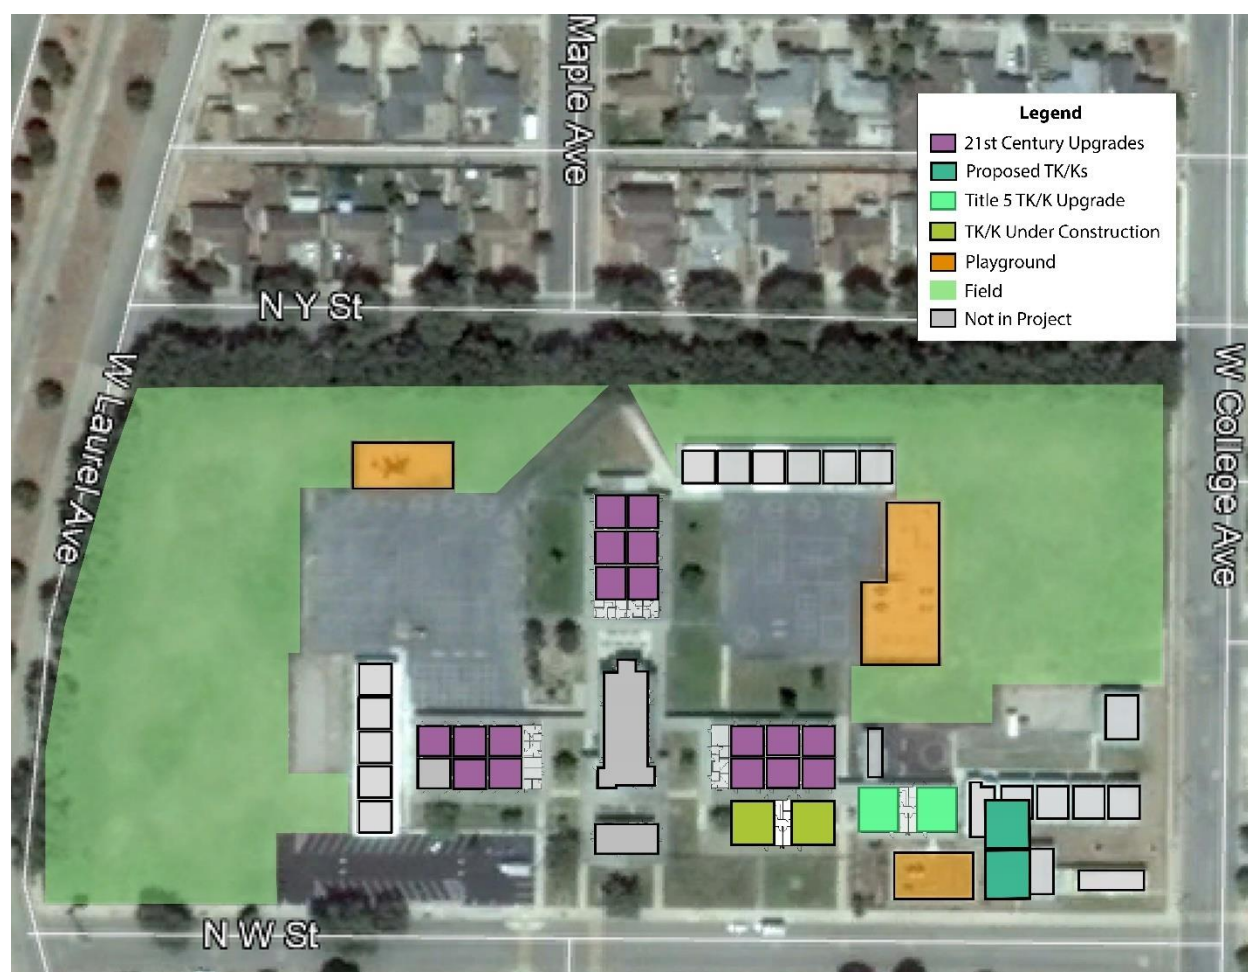 Maple Ave
Legend
21st Century Upgrades
Proposed TK/Ks
Title 5 TK/K Upgrade
TK/K Under Construction
Playground
Field
Not in Project
N Y St
W Laurel Ave
W College Ave
N W St